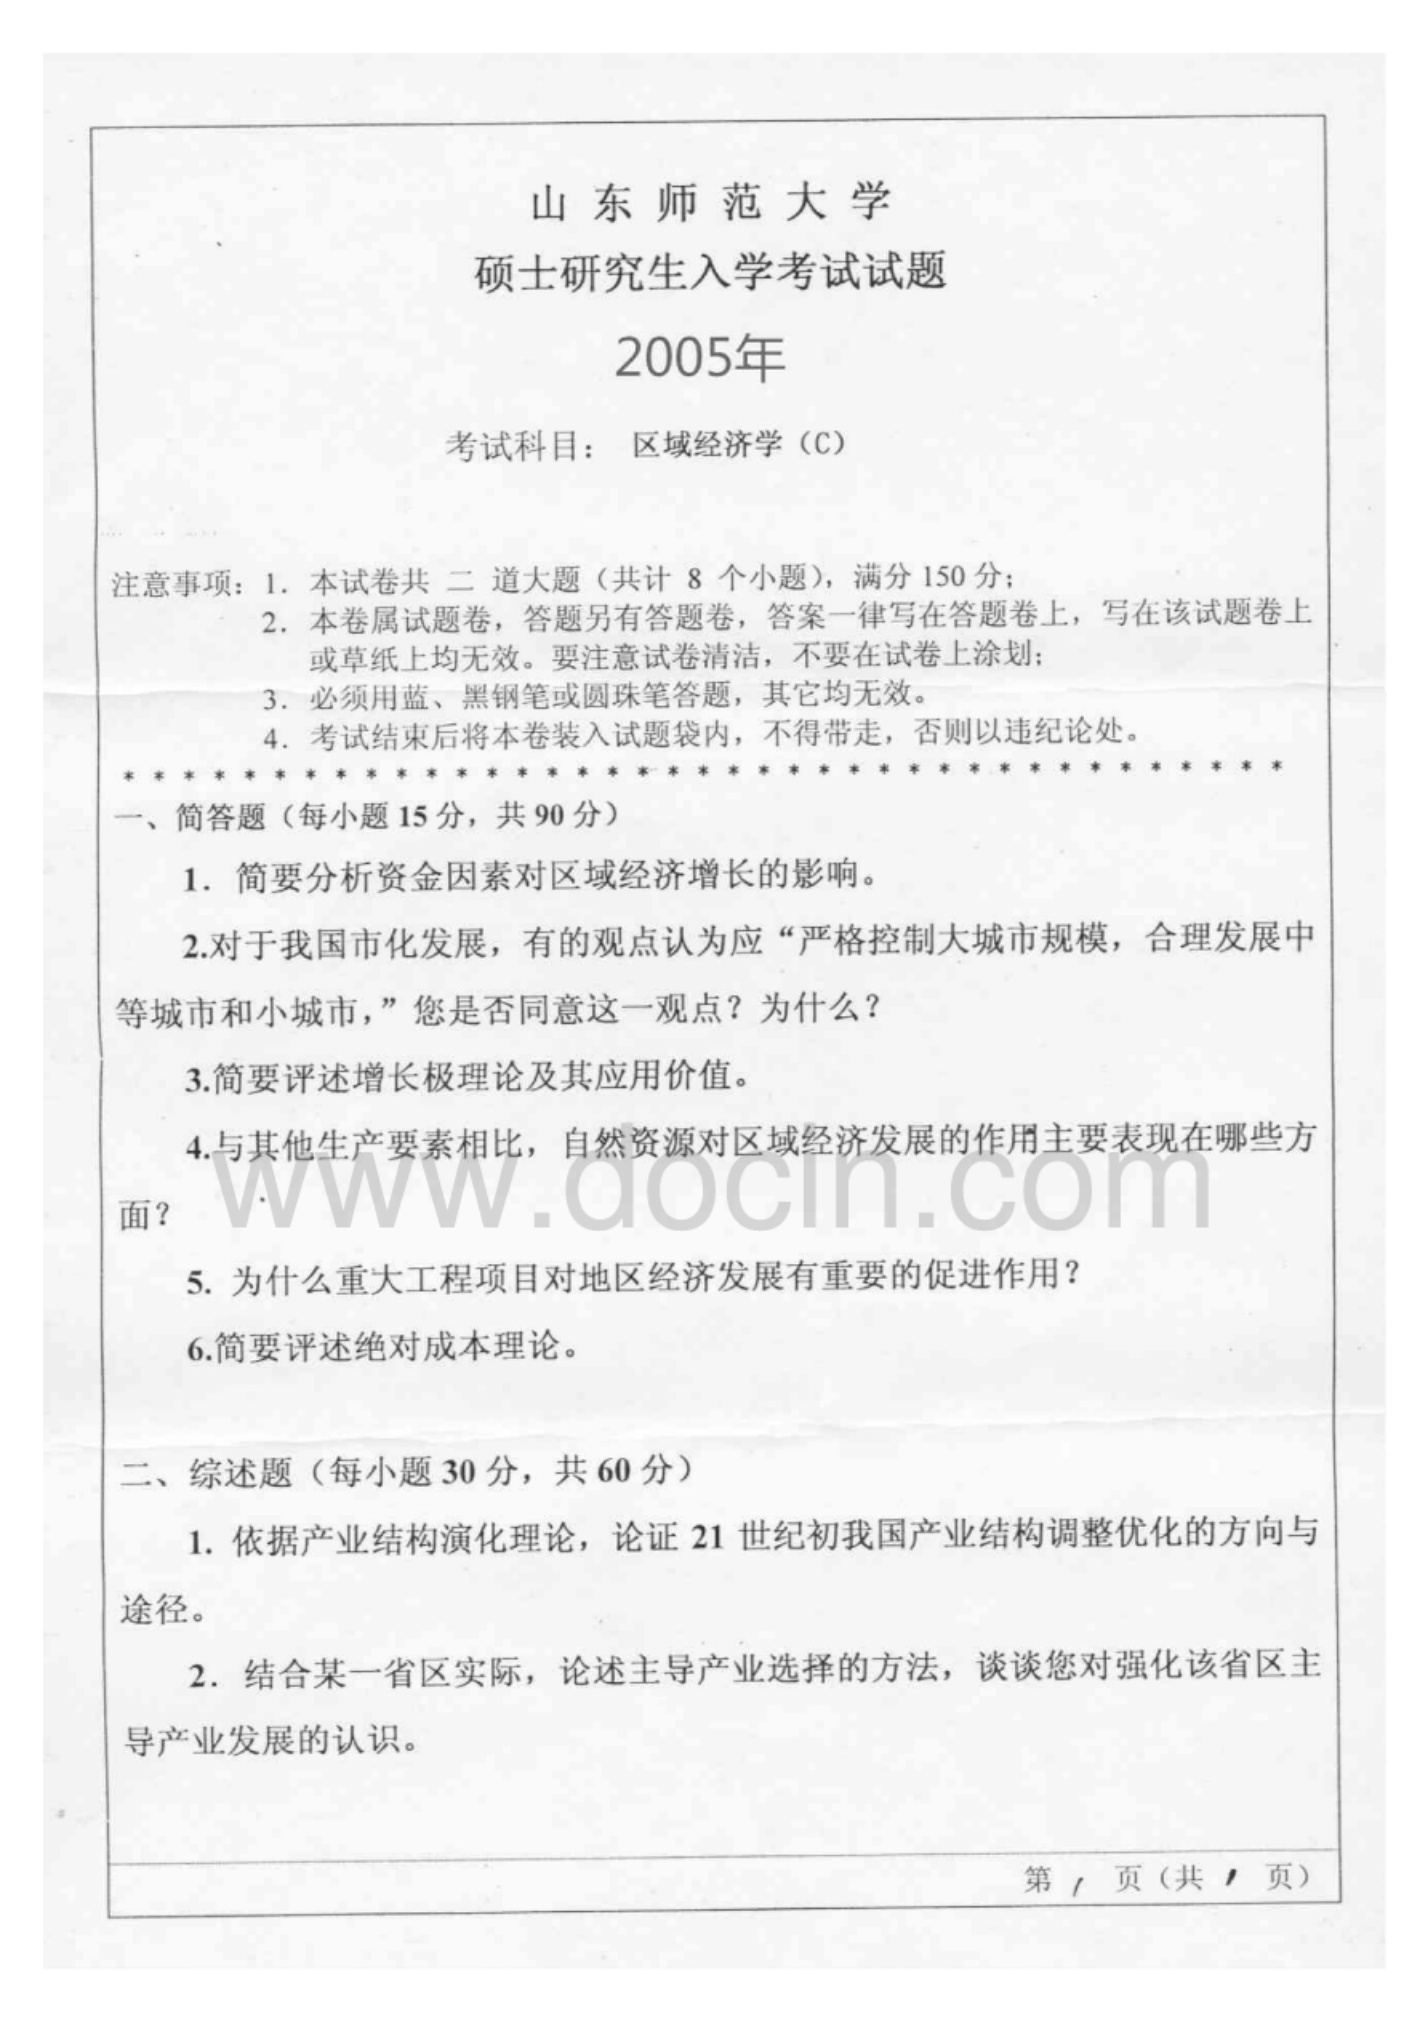 山东师范大学
硕士研究生入学考试试题
2005年
考试科目： 区域经济学（C）
注意事项：1. 本试卷共 二 道大题（共计 8 个小题），满分 150 分；
2. 本卷属试题卷，答题另有答题卷，答案一律写在答题卷上，写在该试题卷上
或草纸上均无效。要注意试卷清洁，不要在试卷上涂划；
3. 必须用蓝、黑钢笔或圆珠笔答题，其它均无效。
4. 考试结束后将本卷装入试题袋内，不得带走，否则以违纪论处。
* * * * * * * * * * * * * * * * * * * * * * * * * * * * * * * * * * * * * * *
一、简答题（每小题 15 分，共 90 分）
1. 简要分析资金因素对区域经济增长的影响。
2.对于我国市化发展，有的观点认为应“严格控制大城市规模，合理发展中
等城市和小城市，”您是否同意这一观点？为什么？
3.简要评述增长极理论及其应用价值。
4.与其他生产要素相比，自然资源对区域经济发展的作用主要表现在哪些方
面？
www.docin.com
5. 为什么重大工程项目对地区经济发展有重要的促进作用？
6.简要评述绝对成本理论。
二、综述题（每小题 30 分，共 60 分）
1. 依据产业结构演化理论，论证 21 世纪初我国产业结构调整优化的方向与
途径。
2. 结合某一省区实际，论述主导产业选择的方法，谈谈您对强化该省区主
导产业发展的认识。
第 1 页（共 1 页）